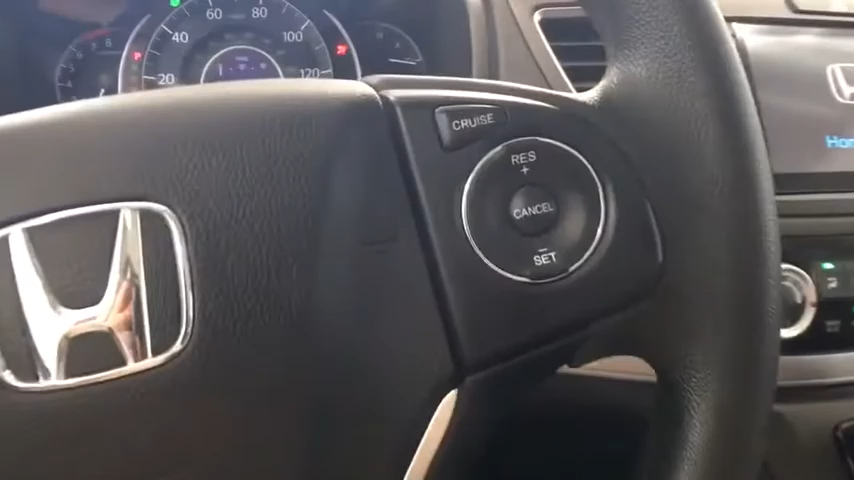 60 80
40 100
20 120
CRUISE
RES
+
CANCEL
−
SET
Hon